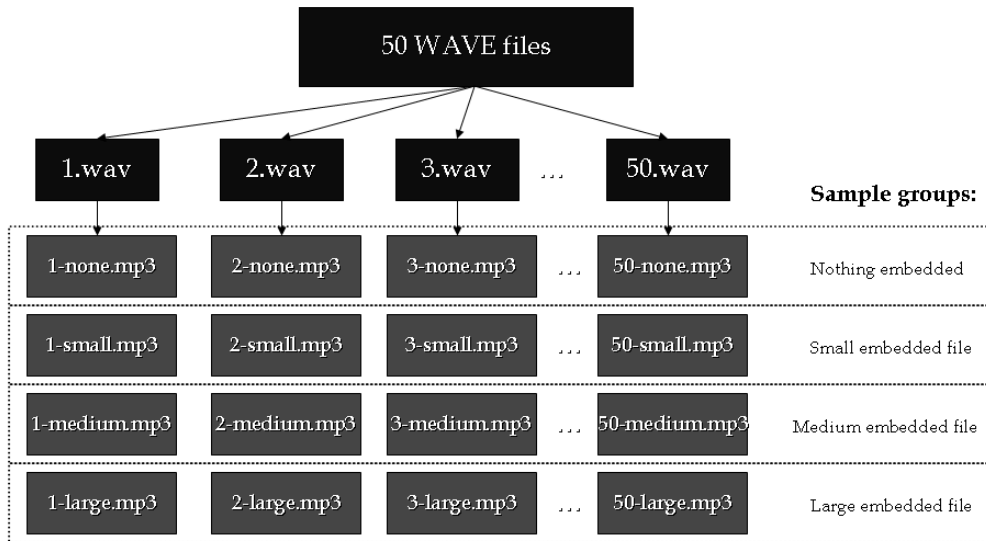 50 WAVE files
1.wav 2.wav 3.wav ... 50.wav
Sample groups:
1-none.mp3 2-none.mp3 3-none.mp3 ... 50-none.mp3 Nothing embedded
1-small.mp3 2-small.mp3 3-small.mp3 ... 50-small.mp3 Small embedded file
1-medium.mp3 2-medium.mp3 3-medium.mp3 ... 50-medium.mp3 Medium embedded file
1-large.mp3 2-large.mp3 3-large.mp3 ... 50-large.mp3 Large embedded file